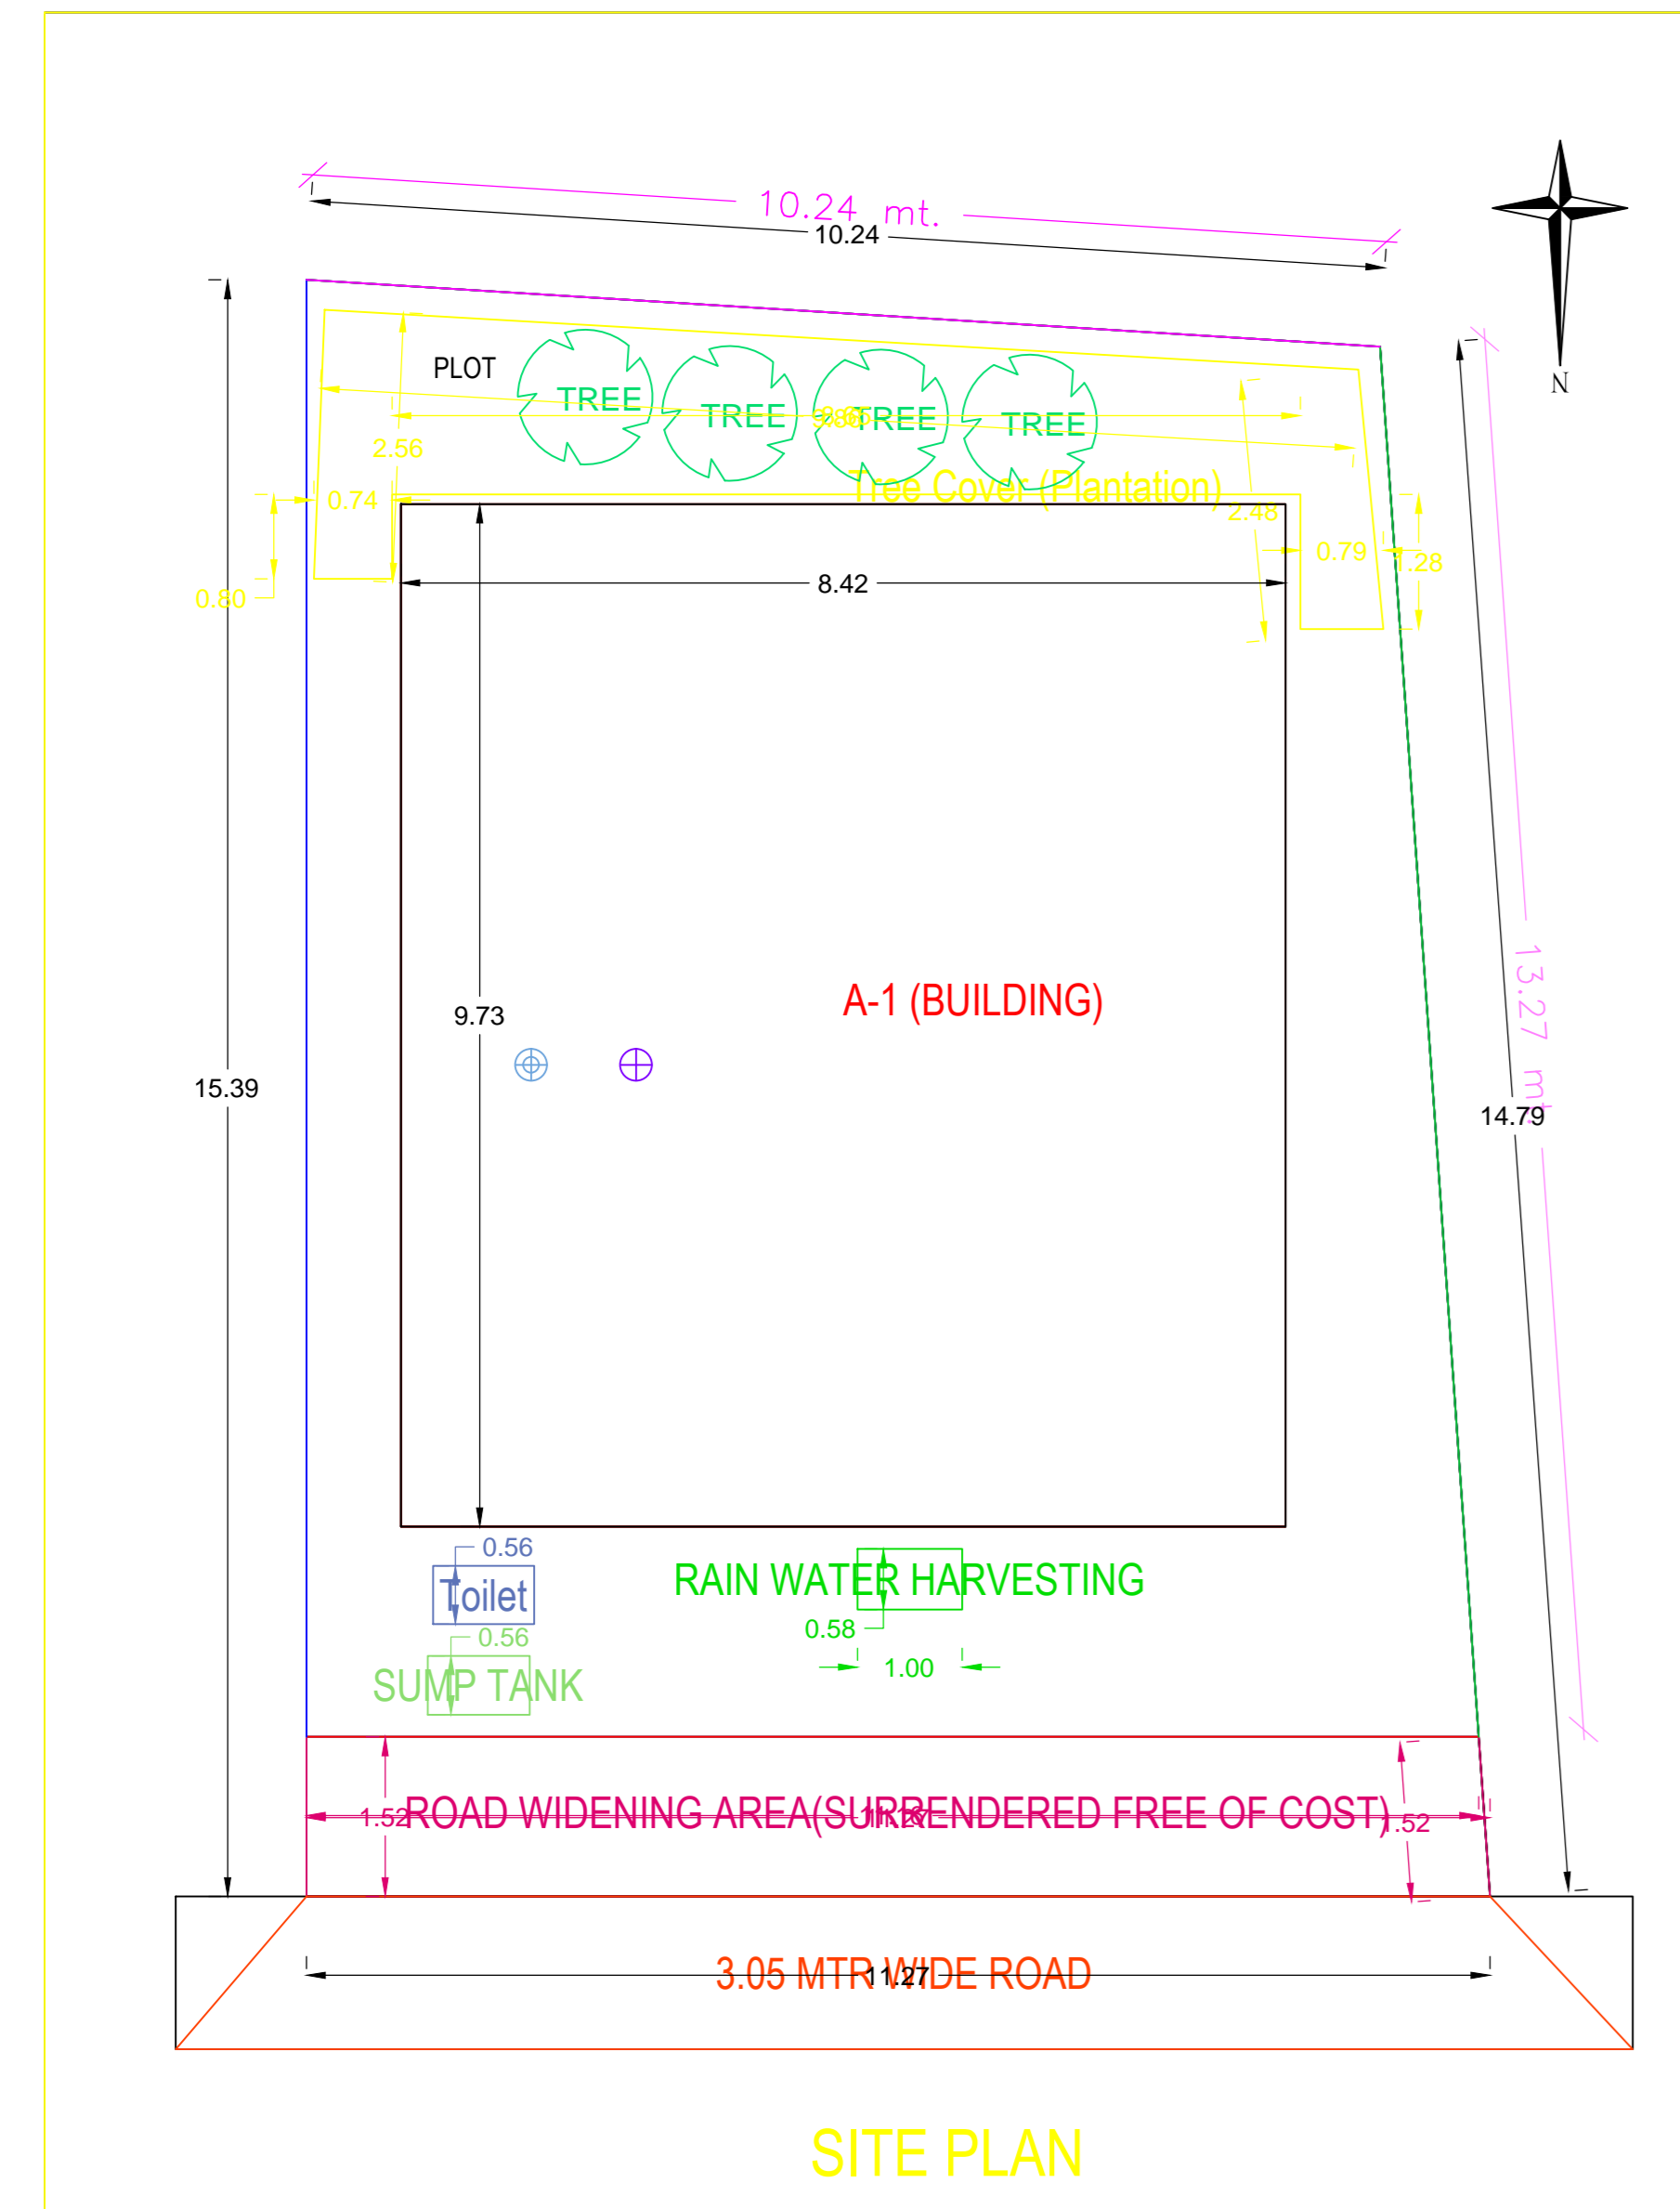 10.24 mt.
10.24
PLOT
TREE
TREE
TREE
TREE
2.56
Tree Cover (Plantation)
0.74
2.48
0.79
1.28
0.80
8.42
N
A-1 (BUILDING)
9.73
13.27 mt.
15.39
14.79
0.56
Toilet
RAIN WATER HARVESTING
0.58
0.56
1.00
SUMP TANK
1.52
ROAD WIDENING AREA(SURRENDERED FREE OF COST)
1.52
3.05 MTR WIDE ROAD
11.27
SITE PLAN